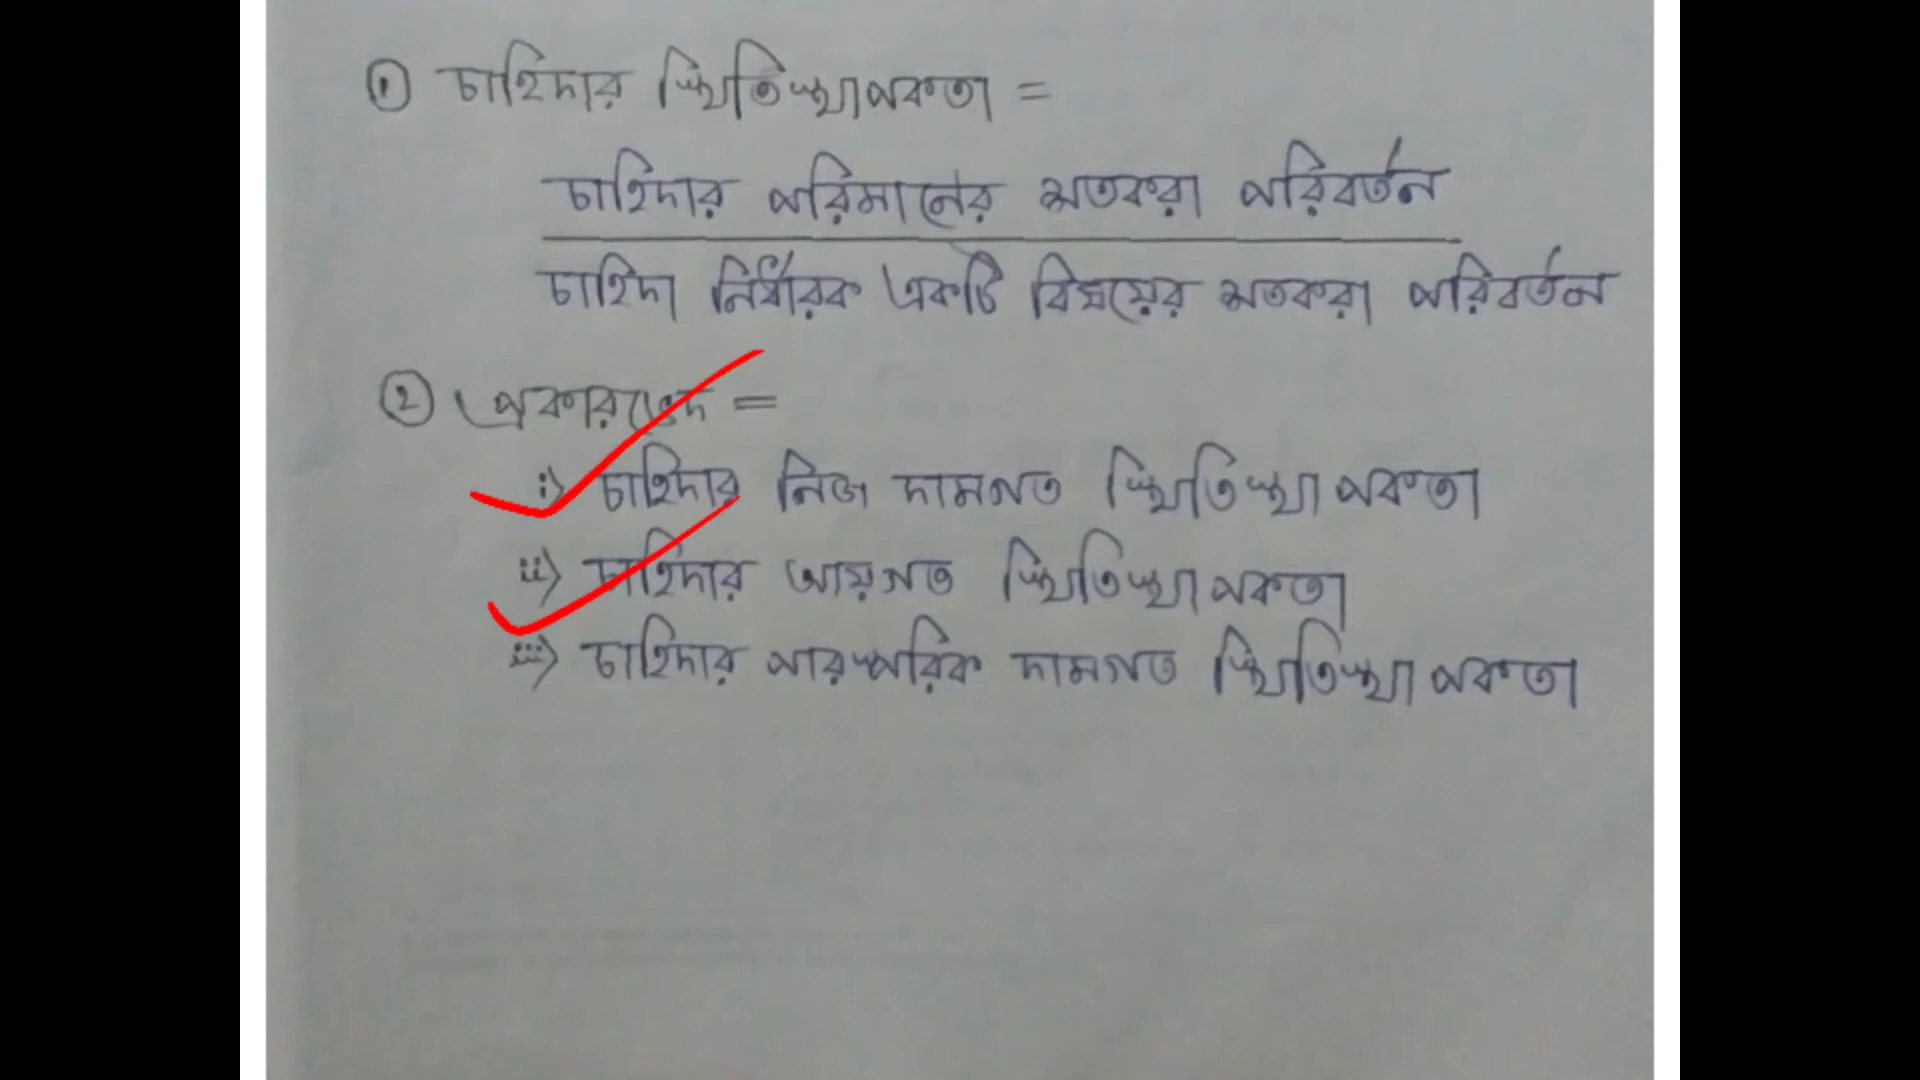 ① চাহিদার স্থিতিস্থাপকতা =
চাহিদার পরিমানের শতকরা পরিবর্তন
চাহিদা নির্ধারক একটি বিষয়ের শতকরা পরিবর্তন
② প্রকারভেদ =
i) চাহিদার নিজ দামগত স্থিতিস্থাপকতা
ii) চাহিদার আয়গত স্থিতিস্থাপকতা
iii) চাহিদার পারস্পরিক দামগত স্থিতিস্থাপকতা